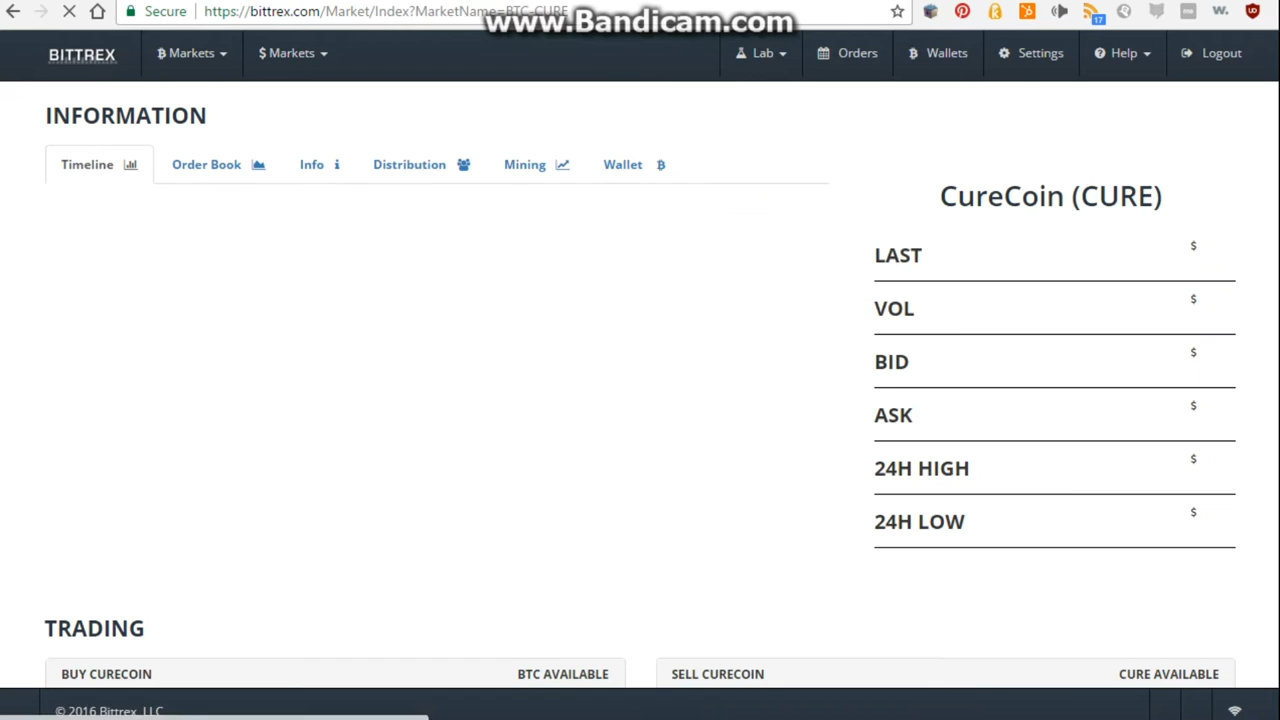 www.Bandicam.com
Secure https://bittrex.com/Market/Index?MarketName=BTC-CURE
17
w.
BITTREX Markets $ Markets Lab Orders Wallets Settings Help Logout
INFORMATION
Timeline Order Book Info Distribution Mining Wallet
CureCoin (CURE)
LAST $
VOL $
BID $
ASK $
24H HIGH $
24H LOW $
TRADING
BUY CURECOIN BTC AVAILABLE SELL CURECOIN CURE AVAILABLE
© 2016 Bittrex, LLC